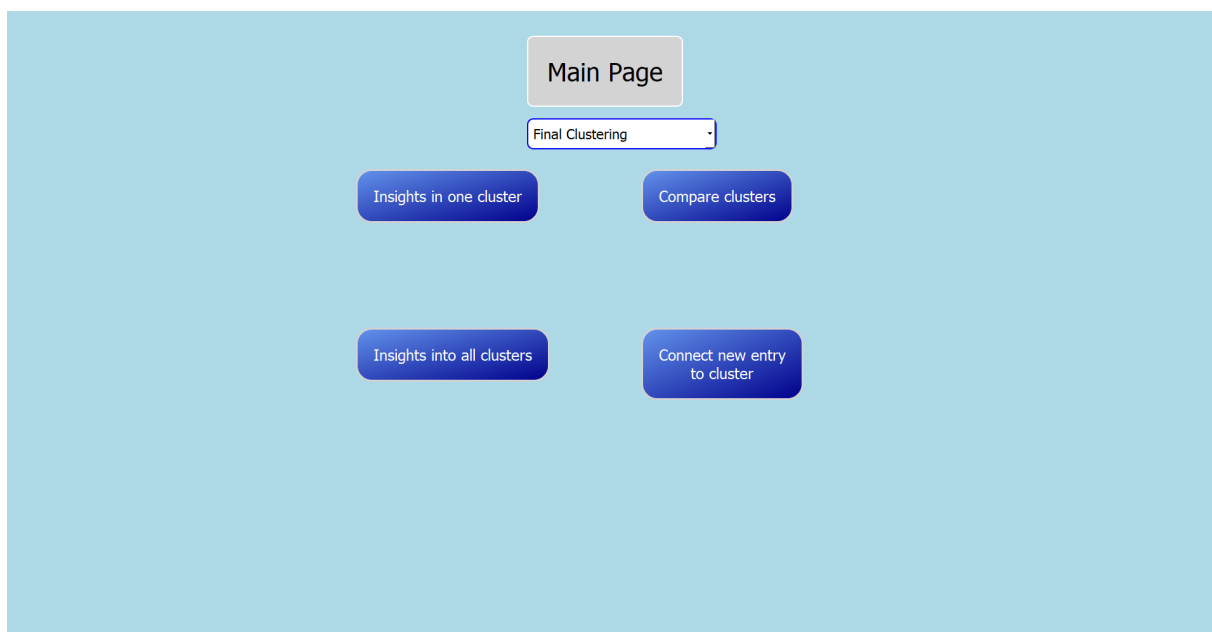 Main Page
Final Clustering
Insights in one cluster
Compare clusters
Insights into all clusters
Connect new entry
to cluster